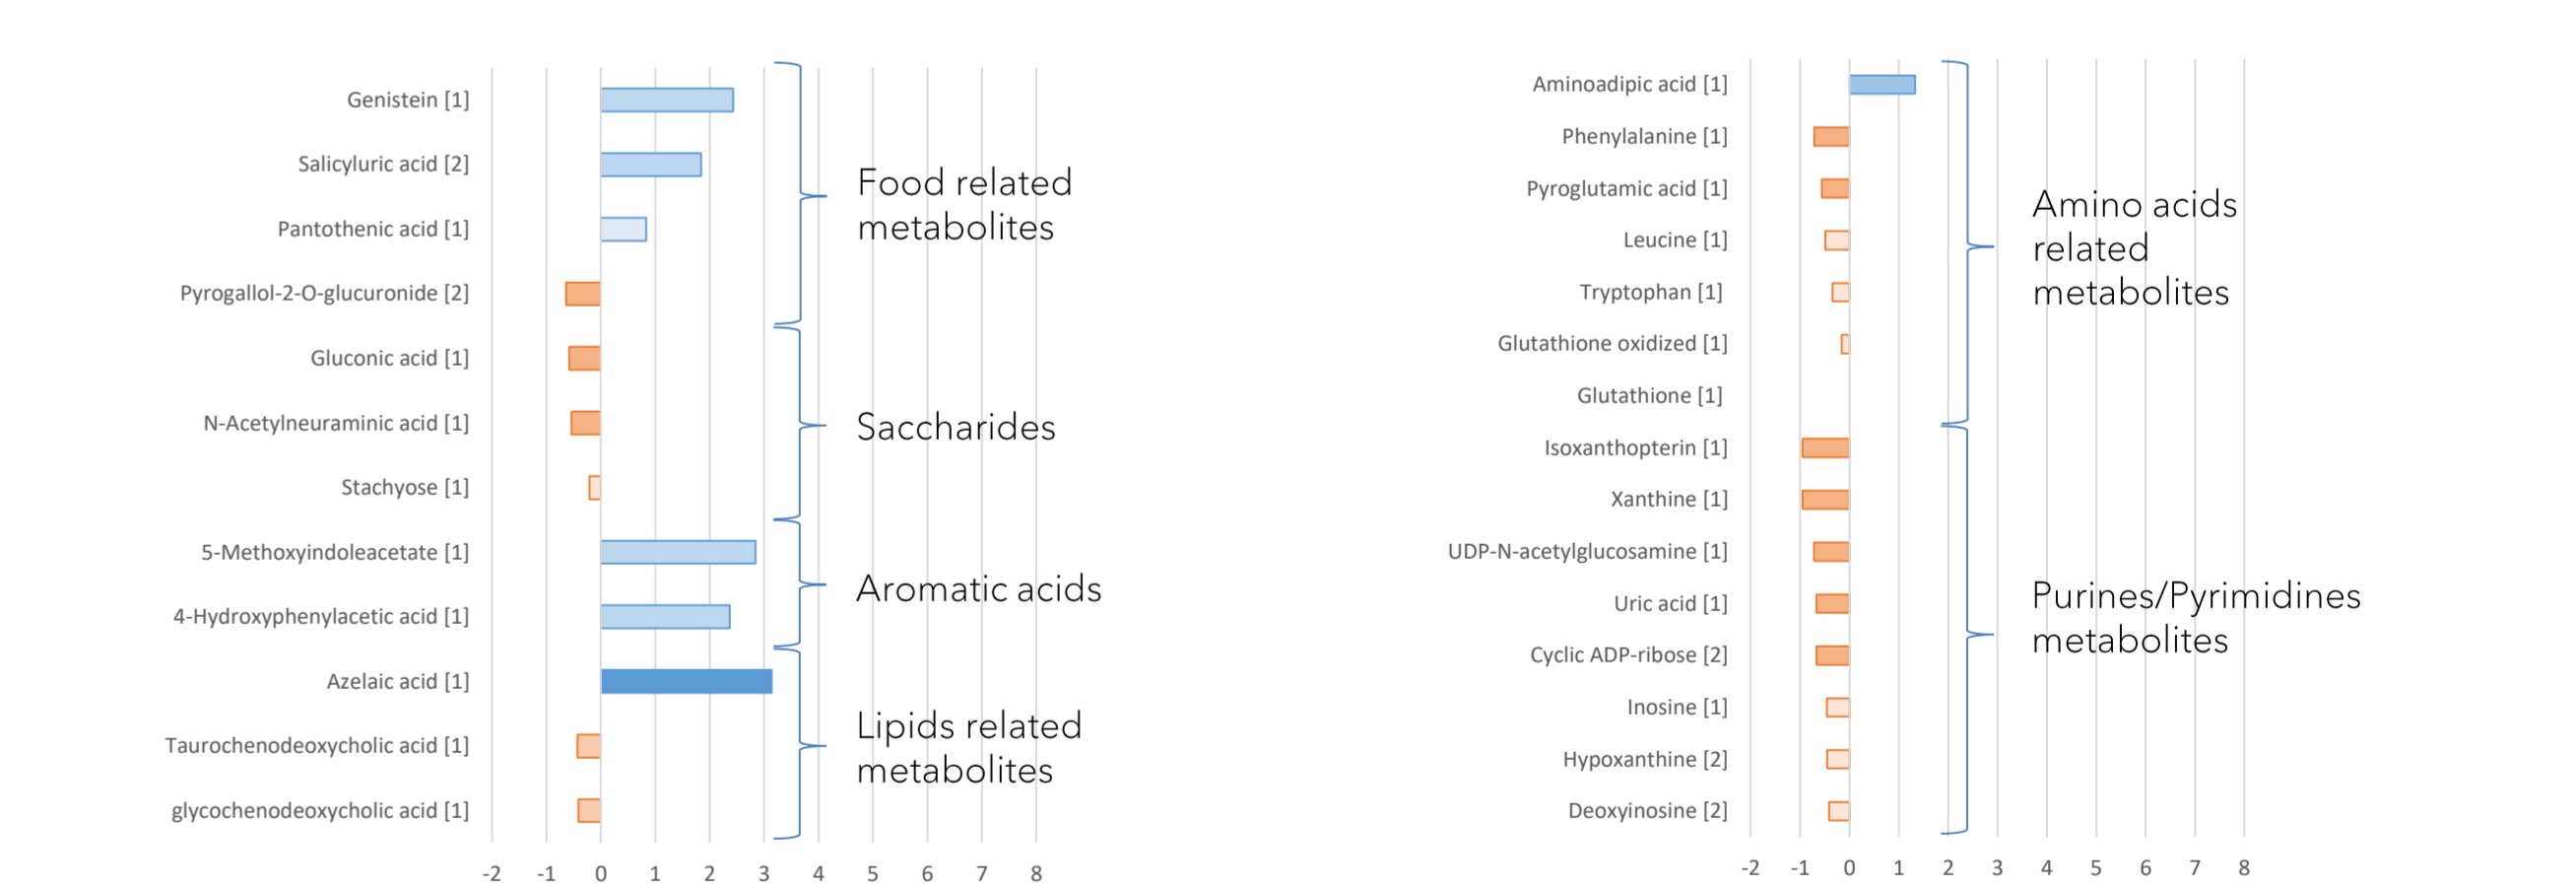 Genistein [1]
Salicyluric acid [2]
Pantothenic acid [1]
Pyrogallol-2-O-glucuronide [2]
Gluconic acid [1]
N-Acetylneuraminic acid [1]
Stachyose [1]
5-Methoxyindoleacetate [1]
4-Hydroxyphenylacetic acid [1]
Azelaic acid [1]
Taurochenodeoxycholic acid [1]
glycochenodeoxycholic acid [1]
-2 -1 0 1 2 3 4 5 6 7 8
Food related
metabolites
Saccharides
Aromatic acids
Lipids related
metabolites
Aminoadipic acid [1]
Phenylalanine [1]
Pyroglutamic acid [1]
Leucine [1]
Tryptophan [1]
Glutathione oxidized [1]
Glutathione [1]
Isoxanthopterin [1]
Xanthine [1]
UDP-N-acetylglucosamine [1]
Uric acid [1]
Cyclic ADP-ribose [2]
Inosine [1]
Hypoxanthine [2]
Deoxyinosine [2]
-2 -1 0 1 2 3 4 5 6 7 8
Amino acids
related
metabolites
Purines/Pyrimidines
metabolites